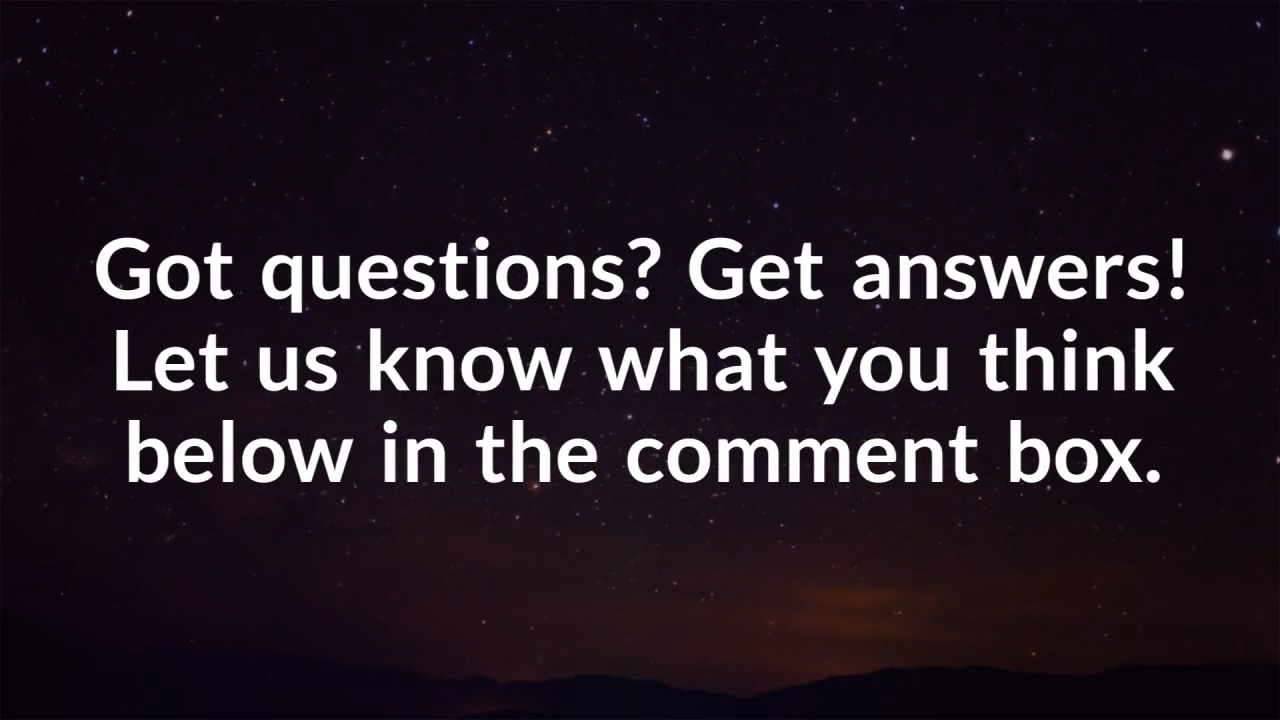 Got questions? Get answers!
Let us know what you think
below in the comment box.